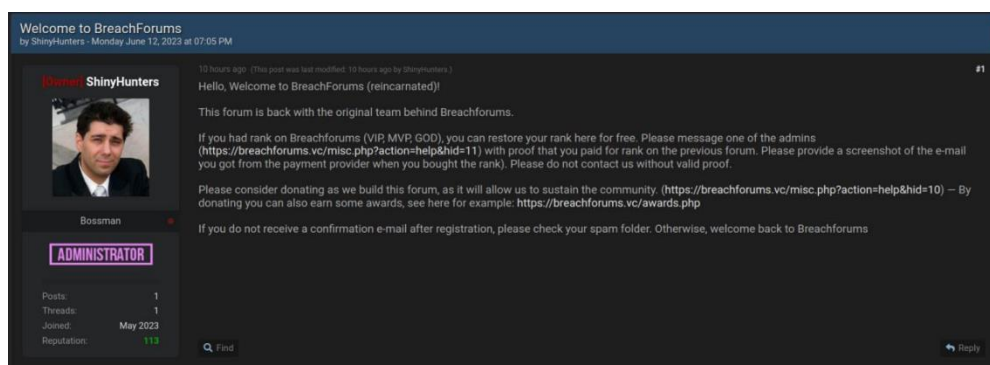 Welcome to BreachForums
by ShinyHunters - Monday June 12, 2023 at 07:05 PM
[Owner] ShinyHunters
Bossman
ADMINISTRATOR
Posts: 1
Threads: 1
Joined: May 2023
Reputation: 113
10 hours ago (This post was last modified: 10 hours ago by ShinyHunters.)
#1
Hello, Welcome to BreachForums (reincarnated)!
This forum is back with the original team behind Breachforums.
If you had rank on Breachforums (VIP, MVP, GOD), you can restore your rank here for free. Please message one of the admins
(https://breachforums.vc/misc.php?action=help&hid=11) with proof that you paid for rank on the previous forum. Please provide a screenshot of the e-mail
you got from the payment provider when you bought the rank). Please do not contact us without valid proof.
Please consider donating as we build this forum, as it will allow us to sustain the community. (https://breachforums.vc/misc.php?action=help&hid=10) — By
donating you can also earn some awards, see here for example: https://breachforums.vc/awards.php
If you do not receive a confirmation e-mail after registration, please check your spam folder. Otherwise, welcome back to Breachforums
Find
Reply